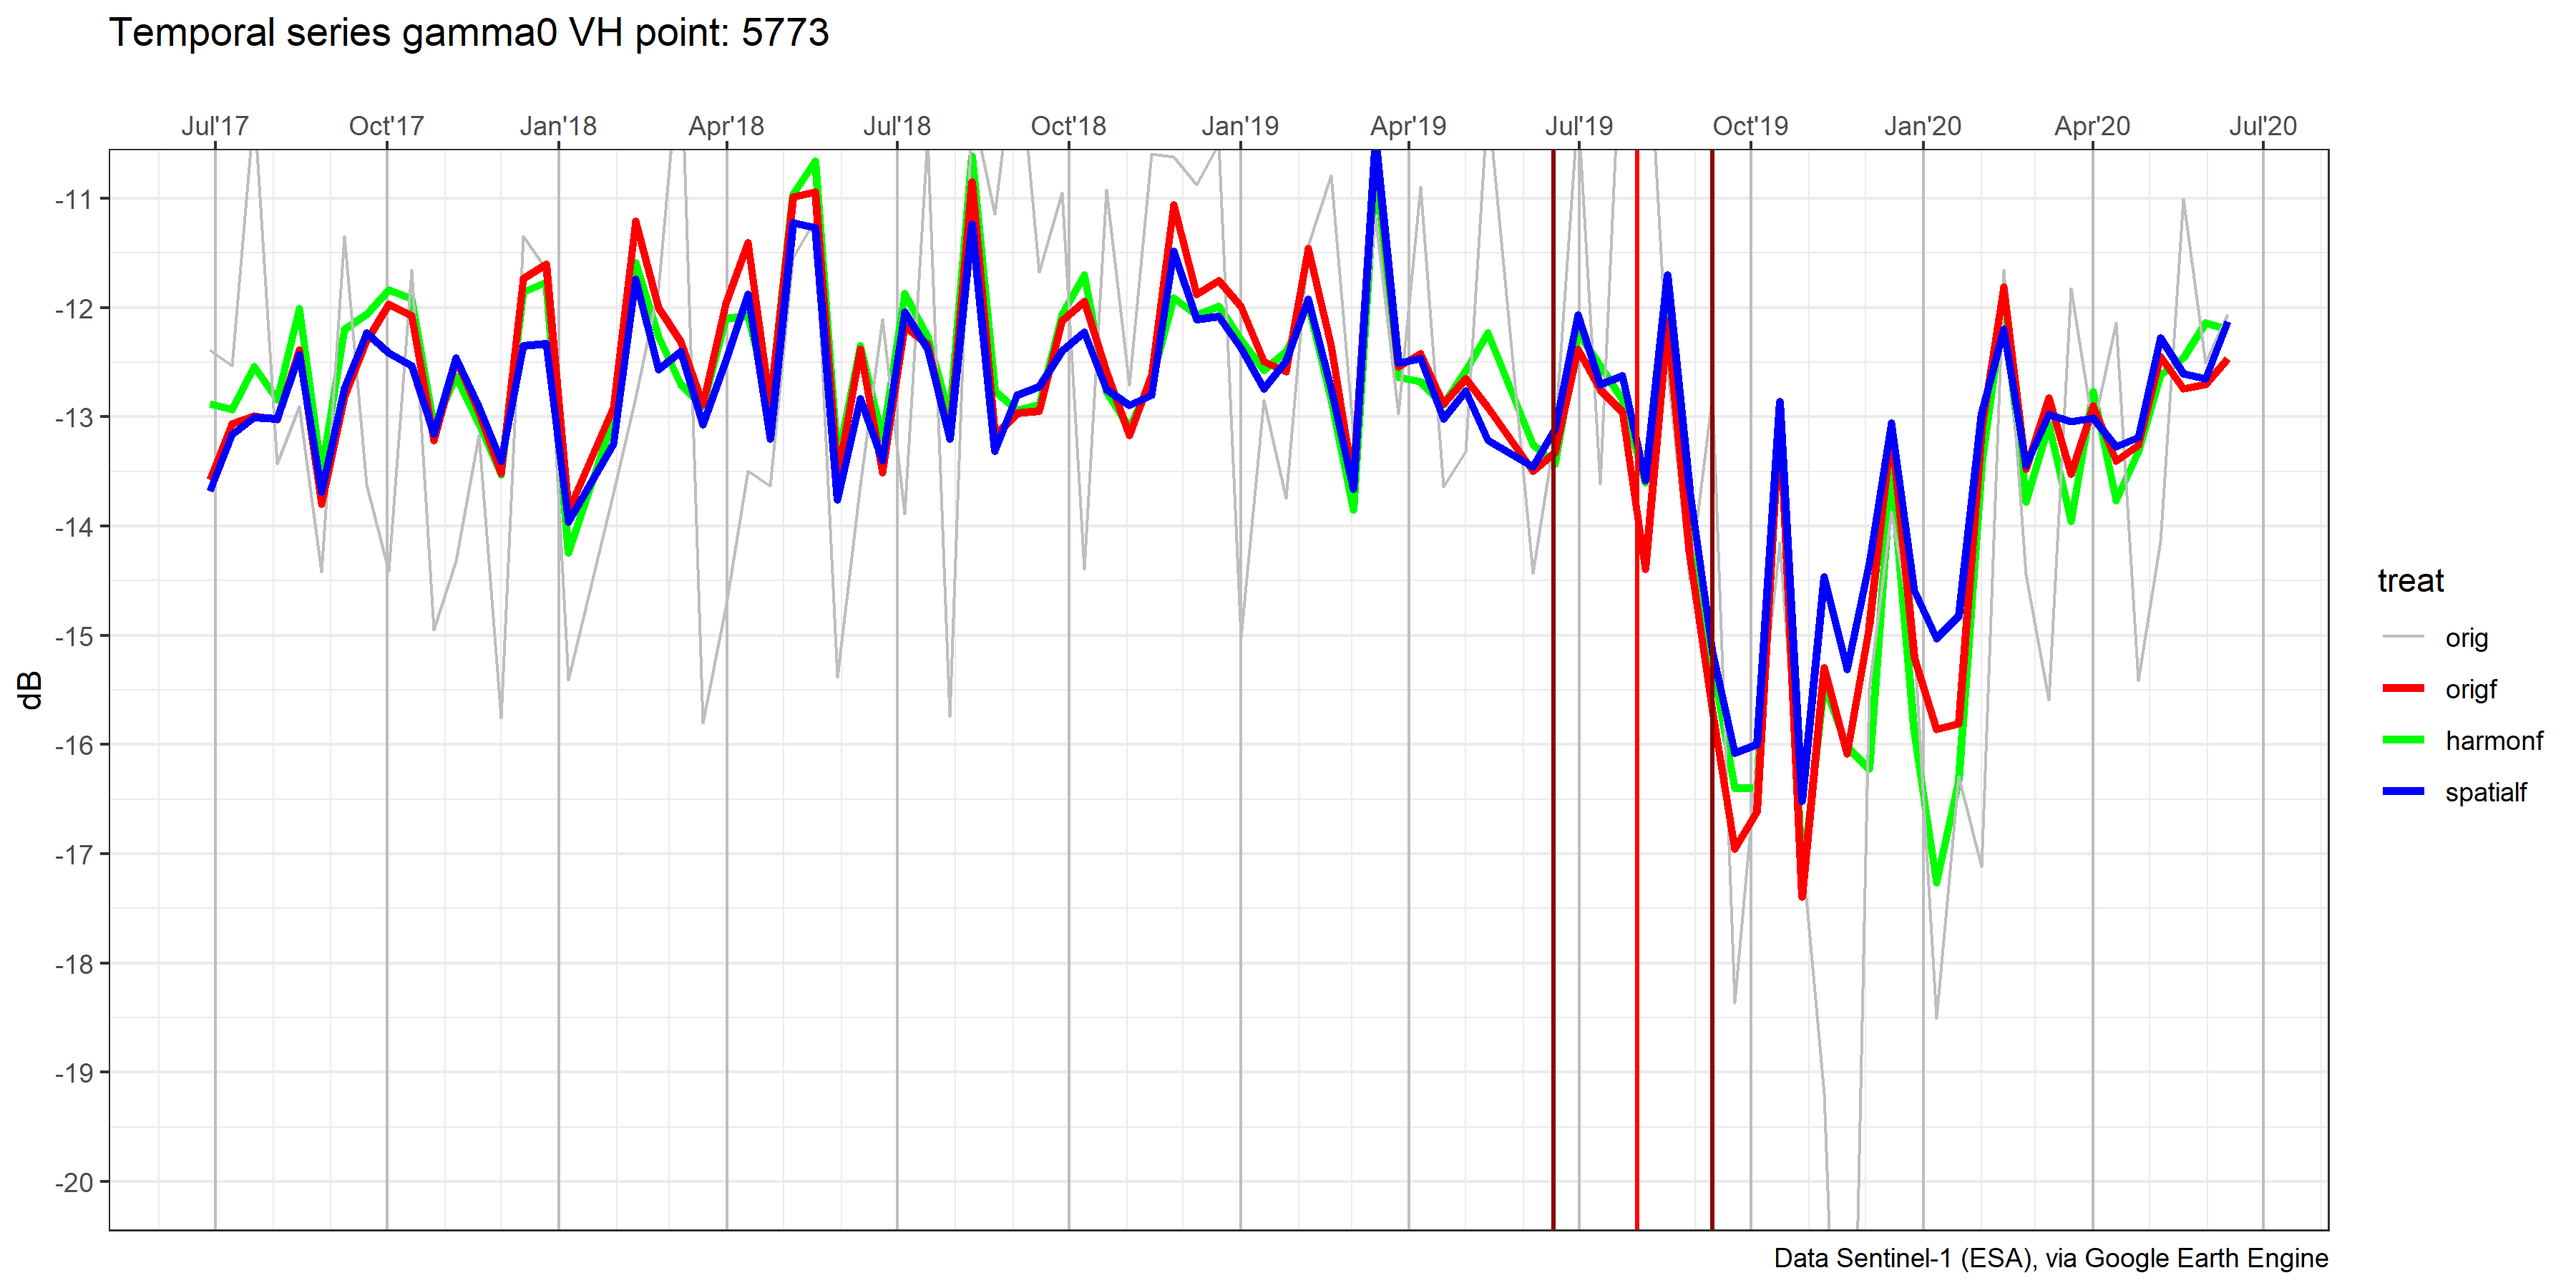 Temporal series gamma0 VH point: 5773
Jul'17 Oct'17 Jan'18 Apr'18 Jul'18 Oct'18 Jan'19 Apr'19 Jul'19 Oct'19 Jan'20 Apr'20 Jul'20
-11
-12
-13
-14
-15
-16
-17
-18
-19
-20
dB
treat
orig
origf
harmonf
spatialf
Data Sentinel-1 (ESA), via Google Earth Engine